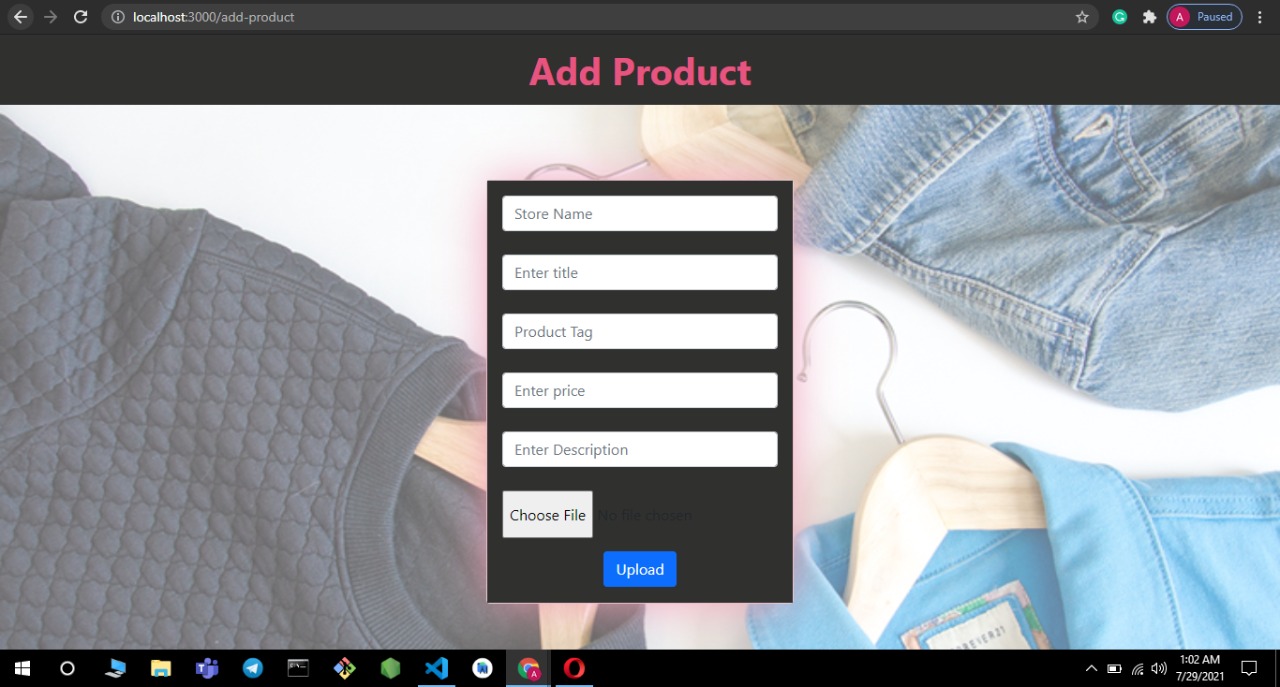 localhost:3000/add-product
A Paused
Add Product
Store Name
Enter title
Product Tag
Enter price
Enter Description
Choose File No file chosen
Upload
1:02 AM
7/29/2021